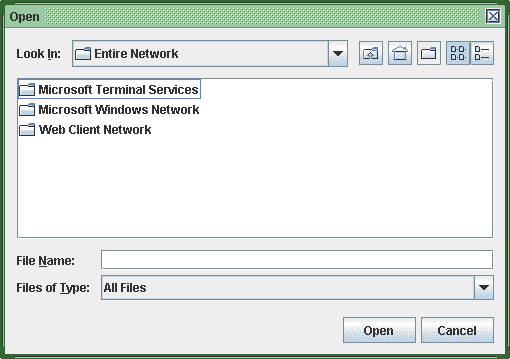 Open
Look In: Entire Network
Microsoft Terminal Services
Microsoft Windows Network
Web Client Network
File Name:
Files of Type: All Files
Open Cancel